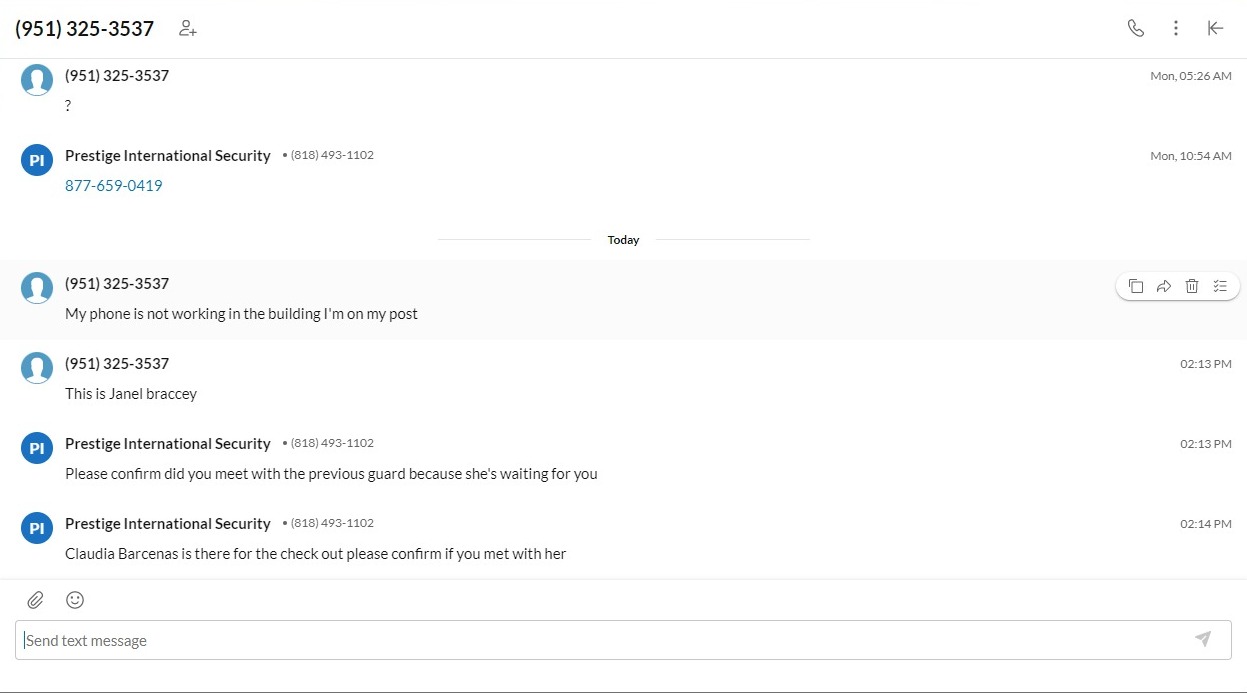 (951) 325-3537
(951) 325-3537
Mon, 05:26 AM
?
PI
Prestige International Security • (818) 493-1102
Mon, 10:54 AM
877-659-0419
Today
(951) 325-3537
My phone is not working in the building I'm on my post
(951) 325-3537
02:13 PM
This is Janel braccey
PI
Prestige International Security • (818) 493-1102
02:13 PM
Please confirm did you meet with the previous guard because she's waiting for you
PI
Prestige International Security • (818) 493-1102
02:14 PM
Claudia Barcenas is there for the check out please confirm if you met with her
Send text message